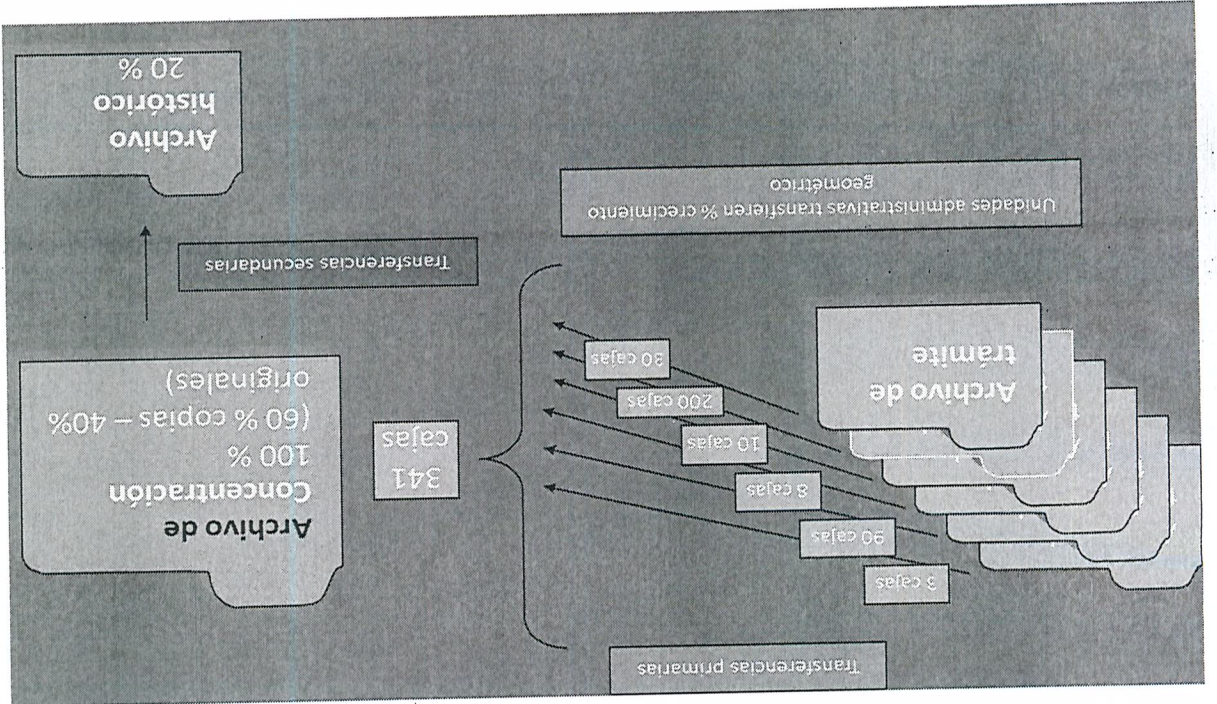 Transferencias primarias
3 cajas
90 cajas
8 cajas
10 cajas
200 cajas
30 cajas
Archivo de
trámite
Unidades administrativas transfieren % crecimiento
geométrico
341
cajas
Archivo de
Concentración
100 %
(60 % copias – 40%
originales)
Transferencias secundarias
Archivo
histórico
20 %